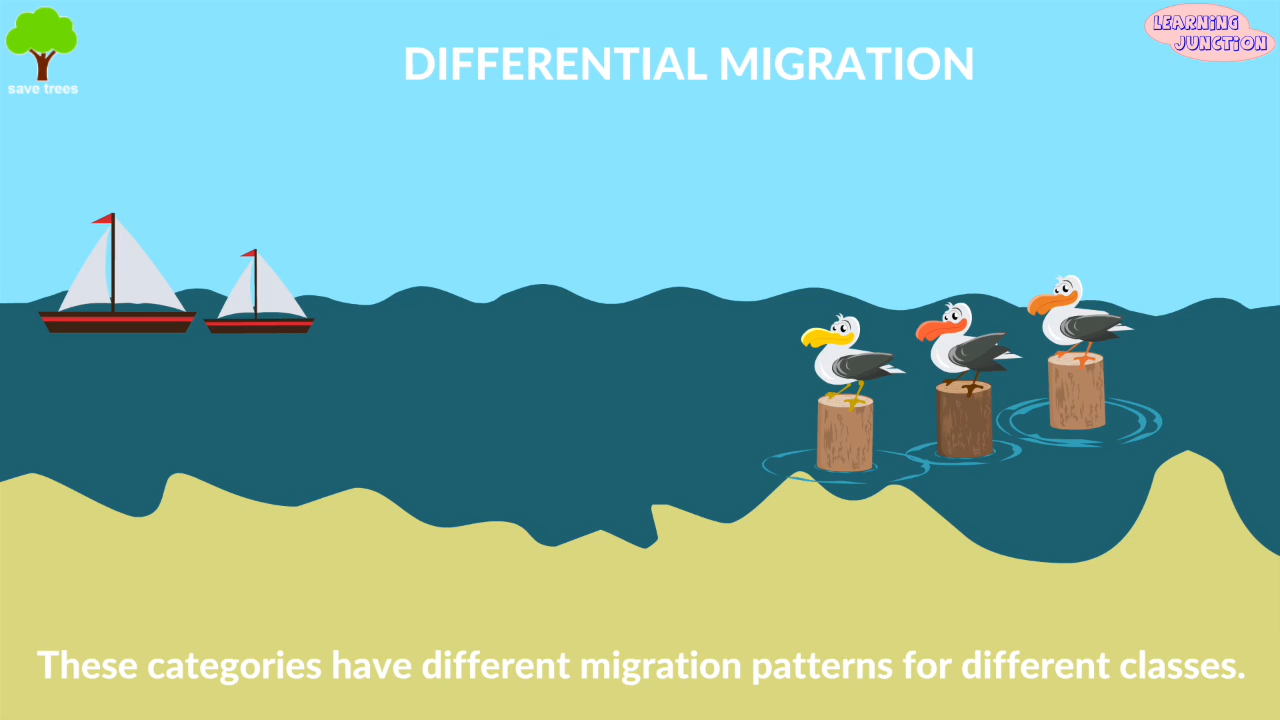 LEARNING
JUNCTION
DIFFERENTIAL MIGRATION
save trees
These categories have different migration patterns for different classes.